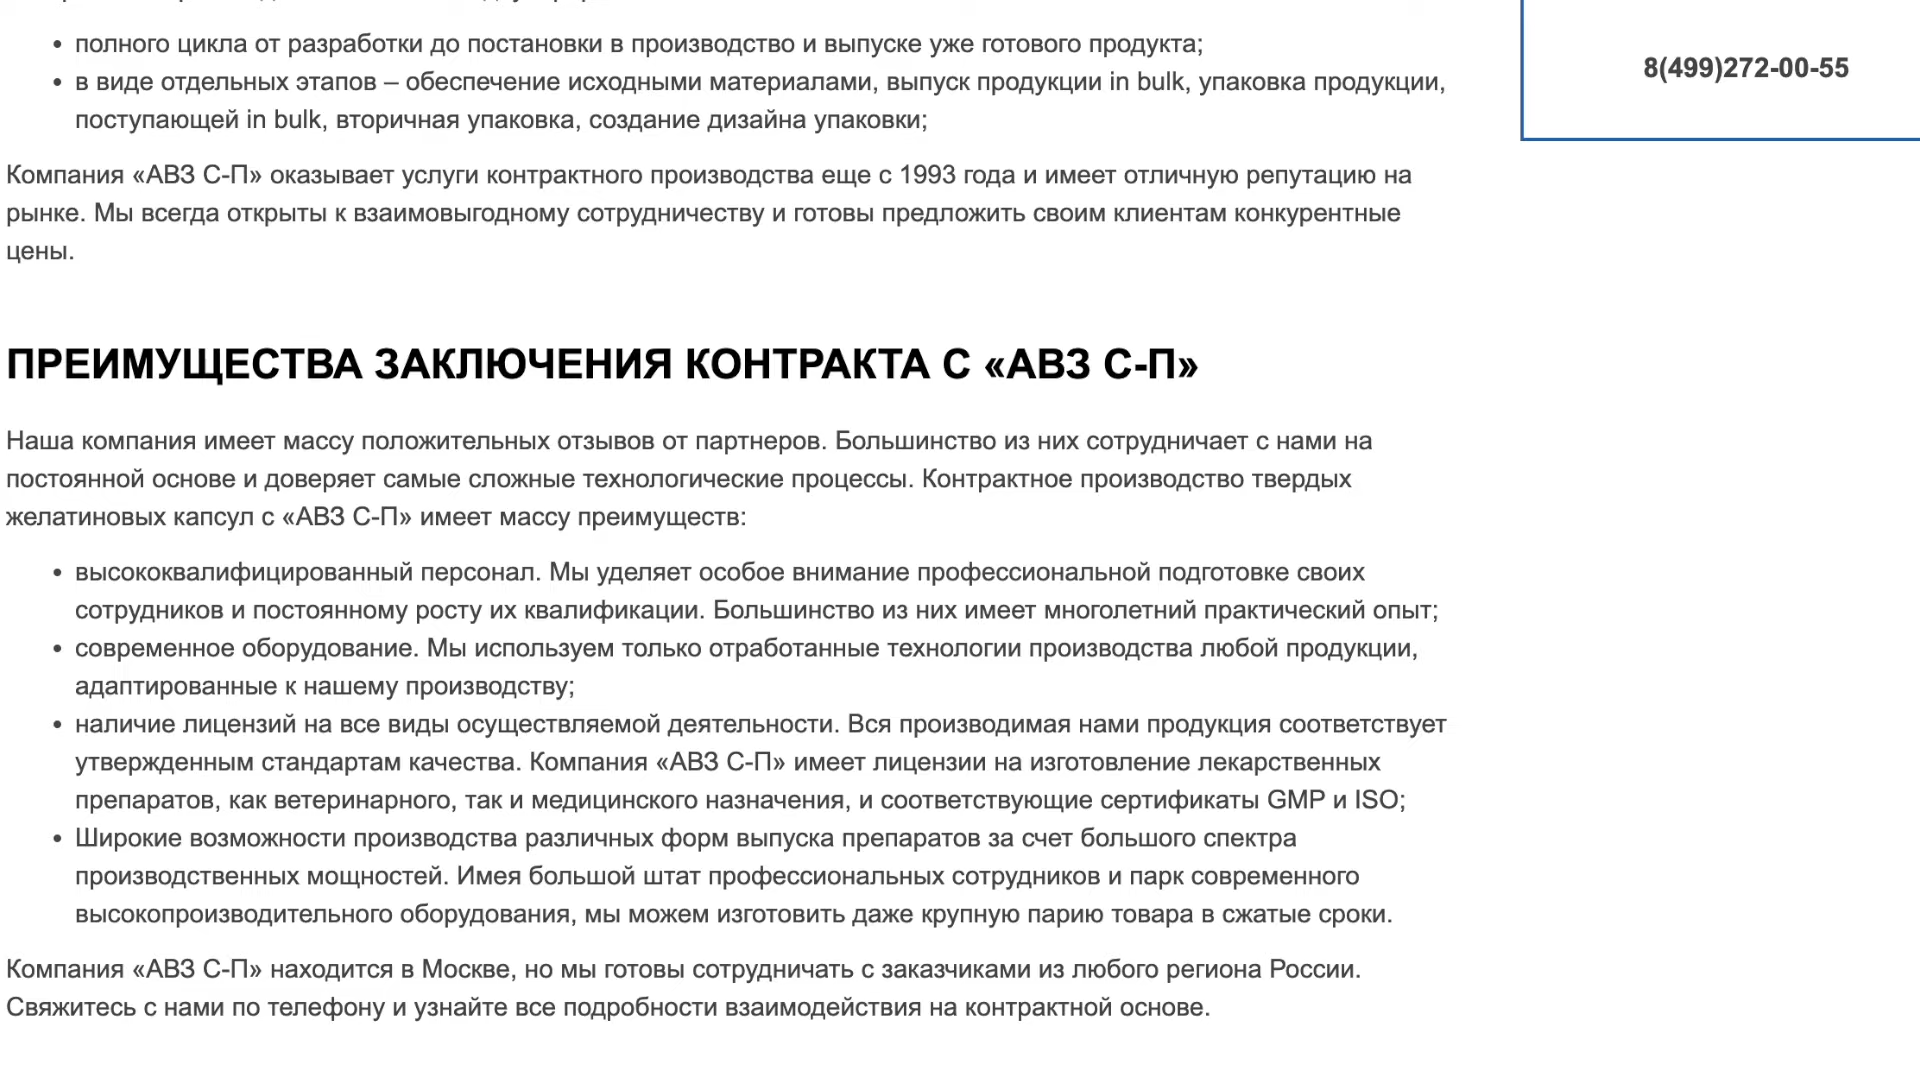 полного цикла от разработки до постановки в производство и выпуске уже готового продукта;
в виде отдельных этапов – обеспечение исходными материалами, выпуск продукции in bulk, упаковка продукции,
поступающей in bulk, вторичная упаковка, создание дизайна упаковки;
8(499)272-00-55
Компания «АВЗ С-П» оказывает услуги контрактного производства еще с 1993 года и имеет отличную репутацию на
рынке. Мы всегда открыты к взаимовыгодному сотрудничеству и готовы предложить своим клиентам конкурентные
цены.
ПРЕИМУЩЕСТВА ЗАКЛЮЧЕНИЯ КОНТРАКТА С «АВЗ С-П»
Наша компания имеет массу положительных отзывов от партнеров. Большинство из них сотрудничает с нами на
постоянной основе и доверяет самые сложные технологические процессы. Контрактное производство твердых
желатиновых капсул с «АВЗ С-П» имеет массу преимуществ:
высококвалифицированный персонал. Мы уделяет особое внимание профессиональной подготовке своих
сотрудников и постоянному росту их квалификации. Большинство из них имеет многолетний практический опыт;
современное оборудование. Мы используем только отработанные технологии производства любой продукции,
адаптированные к нашему производству;
наличие лицензий на все виды осуществляемой деятельности. Вся производимая нами продукция соответствует
утвержденным стандартам качества. Компания «АВЗ С-П» имеет лицензии на изготовление лекарственных
препаратов, как ветеринарного, так и медицинского назначения, и соответствующие сертификаты GMP и ISO;
Широкие возможности производства различных форм выпуска препаратов за счет большого спектра
производственных мощностей. Имея большой штат профессиональных сотрудников и парк современного
высокопроизводительного оборудования, мы можем изготовить даже крупную парию товара в сжатые сроки.
Компания «АВЗ С-П» находится в Москве, но мы готовы сотрудничать с заказчиками из любого региона России.
Свяжитесь с нами по телефону и узнайте все подробности взаимодействия на контрактной основе.